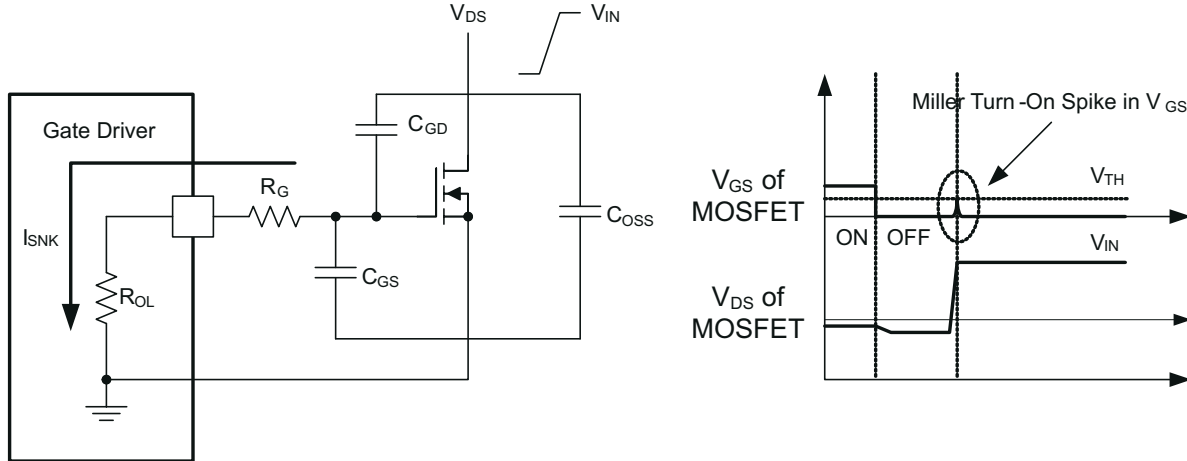 V_DS
V_IN
Gate Driver
C_GD
R_G
I_SNK
R_OL
C_GS
C_OSS
Miller Turn -On Spike in V_GS
V_GS of
MOSFET
V_TH
ON OFF
V_IN
V_DS of
MOSFET